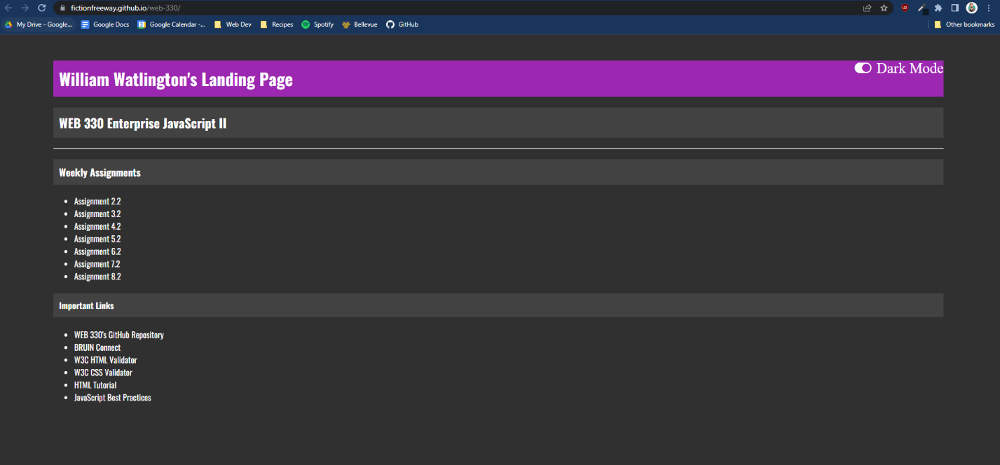 fictionfreeway.github.io/web-330/
My Drive - Google... Google Docs Google Calendar -... Web Dev Recipes Spotify Bellevue GitHub Other bookmarks
William Watlington's Landing Page
Dark Mode
WEB 330 Enterprise JavaScript II
Weekly Assignments
Assignment 2.2
Assignment 3.2
Assignment 4.2
Assignment 5.2
Assignment 6.2
Assignment 7.2
Assignment 8.2
Important Links
WEB 330's GitHub Repository
BRUIN Connect
W3C HTML Validator
W3C CSS Validator
HTML Tutorial
JavaScript Best Practices